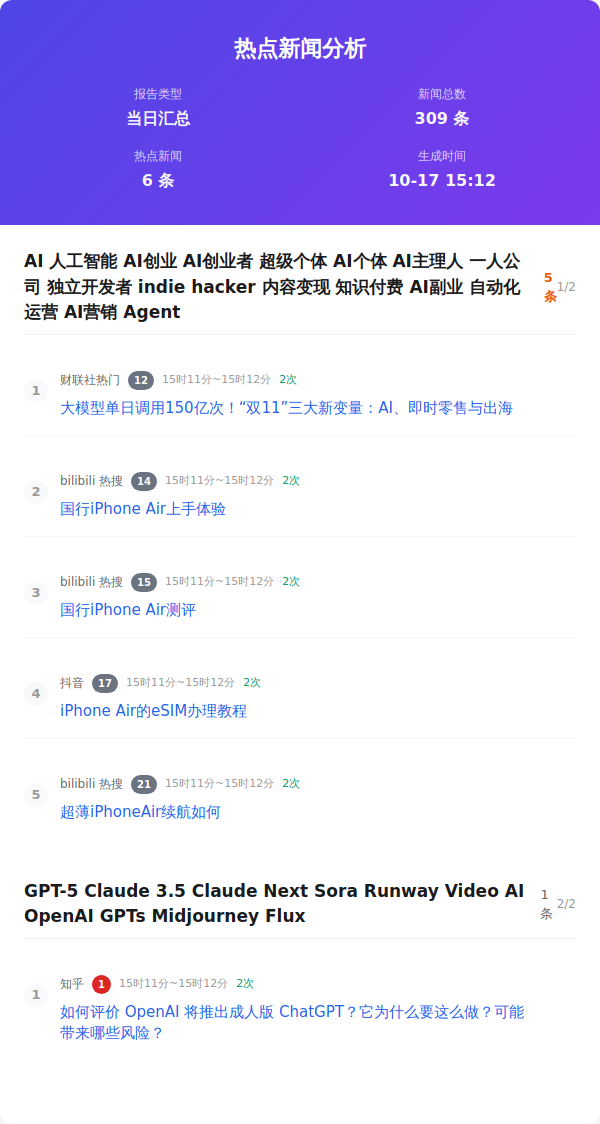 热点新闻分析
报告类型
新闻总数
当日汇总
309 条
热点新闻
生成时间
6 条
10-17 15:12
AI 人工智能 AI创业 AI创业者 超级个体 AI个体 AI主理人 一人公
司 独立开发者 indie hacker 内容变现 知识付费 AI副业 自动化
运营 AI营销 Agent
5
条
1/2
1
财联社热门 12 15时11分~15时12分 2次
大模型单日调用150亿次！“双11”三大新变量：AI、即时零售与出海
2
bilibili 热搜 14 15时11分~15时12分 2次
国行iPhone Air上手体验
3
bilibili 热搜 15 15时11分~15时12分 2次
国行iPhone Air测评
4
抖音 17 15时11分~15时12分 2次
iPhone Air的eSIM办理教程
5
bilibili 热搜 21 15时11分~15时12分 2次
超薄iPhoneAir续航如何
GPT-5 Claude 3.5 Claude Next Sora Runway Video AI
OpenAI GPTs Midjourney Flux
1
条
2/2
1
知乎 1 15时11分~15时12分 2次
如何评价 OpenAI 将推出成人版 ChatGPT？它为什么要这么做？可能
带来哪些风险？